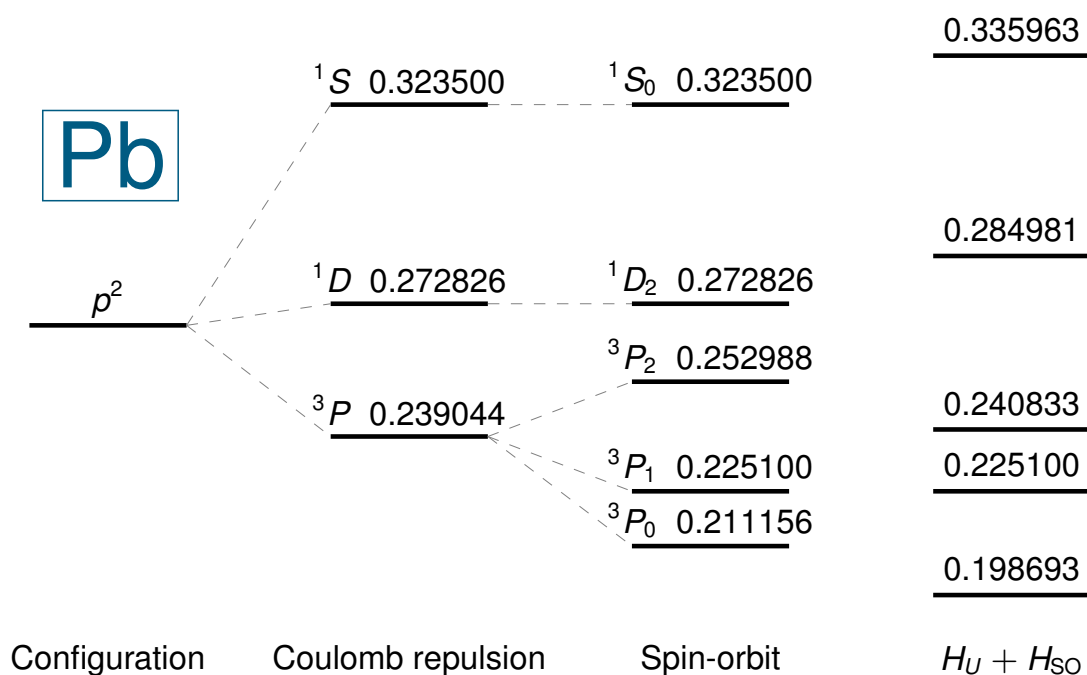 0.335963
¹S 0.323500
¹S₀ 0.323500
Pb
0.284981
p²
¹D 0.272826
¹D₂ 0.272826
³P₂ 0.252988
³P 0.239044
0.240833
³P₁ 0.225100
0.225100
³P₀ 0.211156
0.198693
Configuration
Coulomb repulsion
Spin-orbit
H_U + H_SO